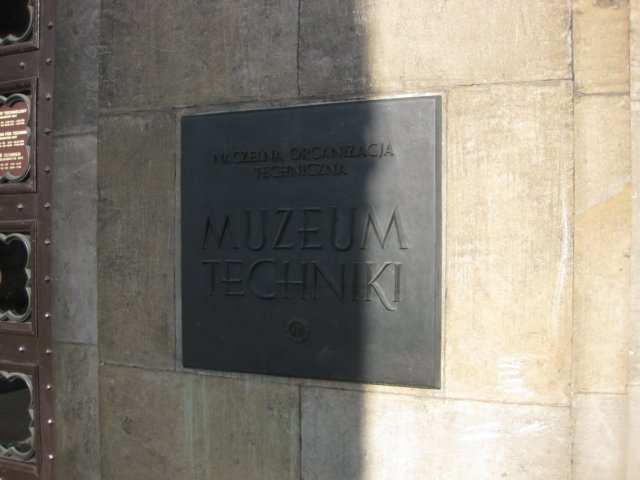 NACZELNA ORGANIZACJA
TECHNICZNA
MUZEUM
TECHNIKI